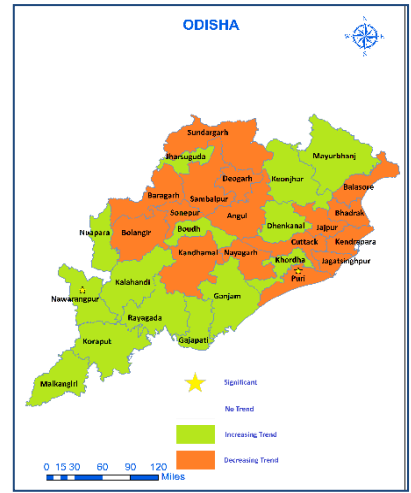 ODISHA
Sundargarh
Jharsuguda
Mayurbhanj
Deogarh
Keonjhar
Balasore
Baragarh
Sambalpur
Sonepur
Angul
Bhadrak
Nuapara
Bolangir
Boudh
Dhenkanal
Jajpur
Cuttack
Kendrapara
Kandhamal
Nayagarh
Khordha
Jagatsinghpur
Kalahandi
Puri
Nawarangpur
Gunjam
Rayagada
Koraput
Gajapati
Malkangiri
Significant
No Trend
Increasing Trend
Decreasing Trend
0 15 30 60 90 120
Miles